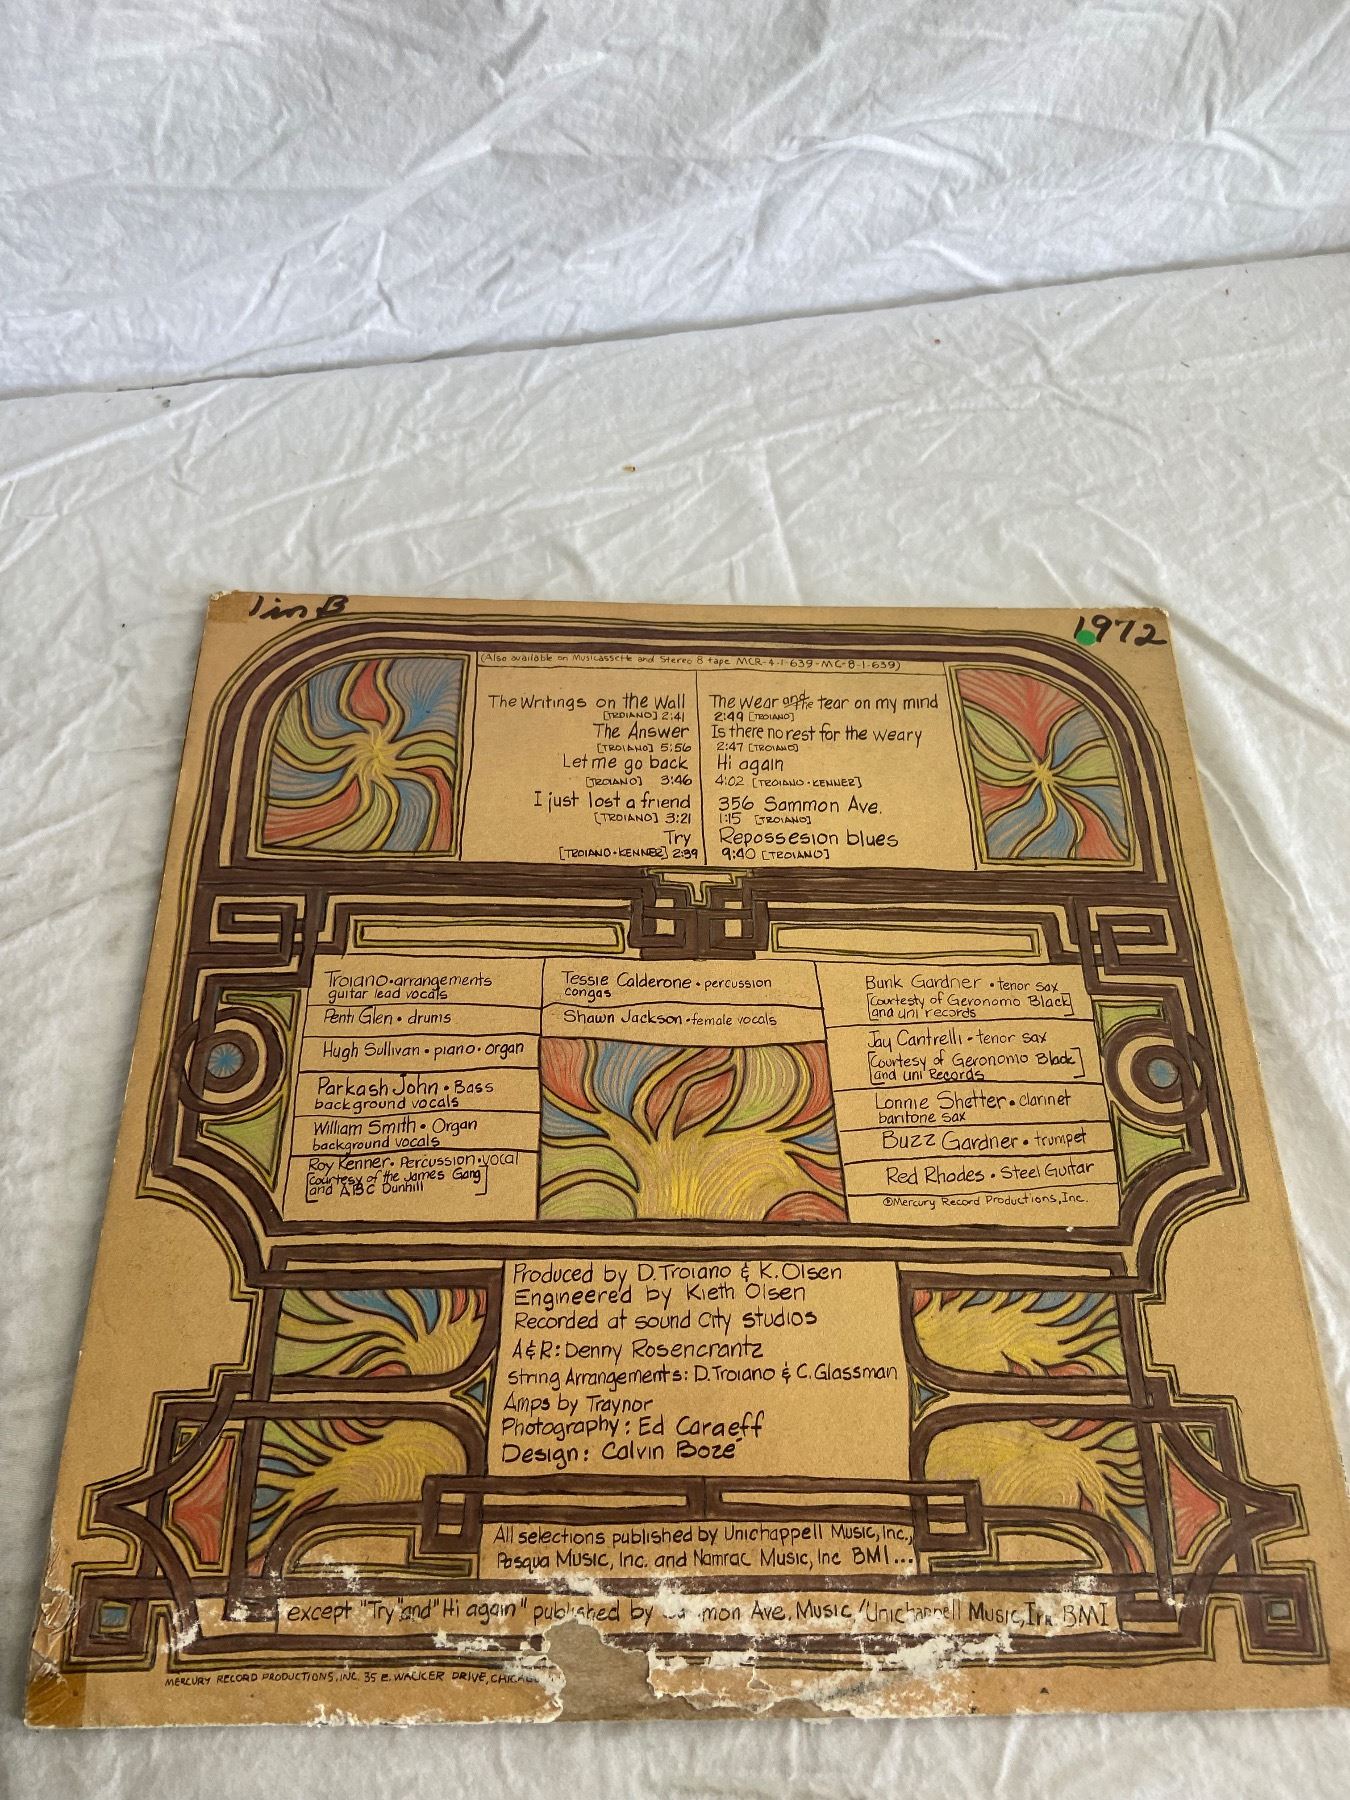 1 in B
1972
(Also available on Musicassette and Stereo 8 tape MCR-4-1-639-MC-8-1-639)
The Writings on the Wall
[TROIANO] 2:41
The Answer
[TROIANO] 5:56
Let me go back
[TROIANO] 3:46
I just lost a friend
[TROIANO] 3:21
Try
[TROIANO·KENNER] 2:39
The wear and the tear on my mind
2:49 [TROIANO]
Is there no rest for the weary
2:47 [TROIANO]
Hi again
4:02 [TROIANO·KENNER]
356 Sammon Ave.
1:15 [TROIANO]
Repossesion blues
9:40 [TROIANO]
Troiano·arrangements
guitar lead vocals
Penti Glen·drums
Hugh Sullivan·piano·organ
Parkash John·Bass
background vocals
William Smith·Organ
background vocals
Roy Kenner·Percussion·vocal
[courtesy of the James Gang
and ABC Dunhill]
Tessie Calderone·percussion
congas
Shawn Jackson·female vocals
Bunk Gardner·tenor sax
[Courtesty of Geronomo Black]
and uni records
Jay Cantrelli·tenor sax
[Courtesy of Geronomo Black]
and uni Records
Lonnie Shetter·clarinet
baritone sax
Buzz Gardner·trumpet
Red Rhodes·Steel Guitar
℗Mercury Record Productions, Inc.
Produced by D. Troiano & K. Olsen
Engineered by Kieth Olsen
Recorded at sound City studios
A&R: Denny Rosencrantz
String Arrangements: D. Troiano & C. Glassman
Amps by Traynor
Photography: Ed Caraeff
Design: Calvin Bozé
All selections published by Unichappell Music, Inc.,
Pasqua Music, Inc. and Namrac Music, Inc BMI...
except "Try" and "Hi again" published by mon Ave. Music/Unichappell Music, Inc BMI
MERCURY RECORD PRODUCTIONS, INC. 35 E. WACKER DRIVE,